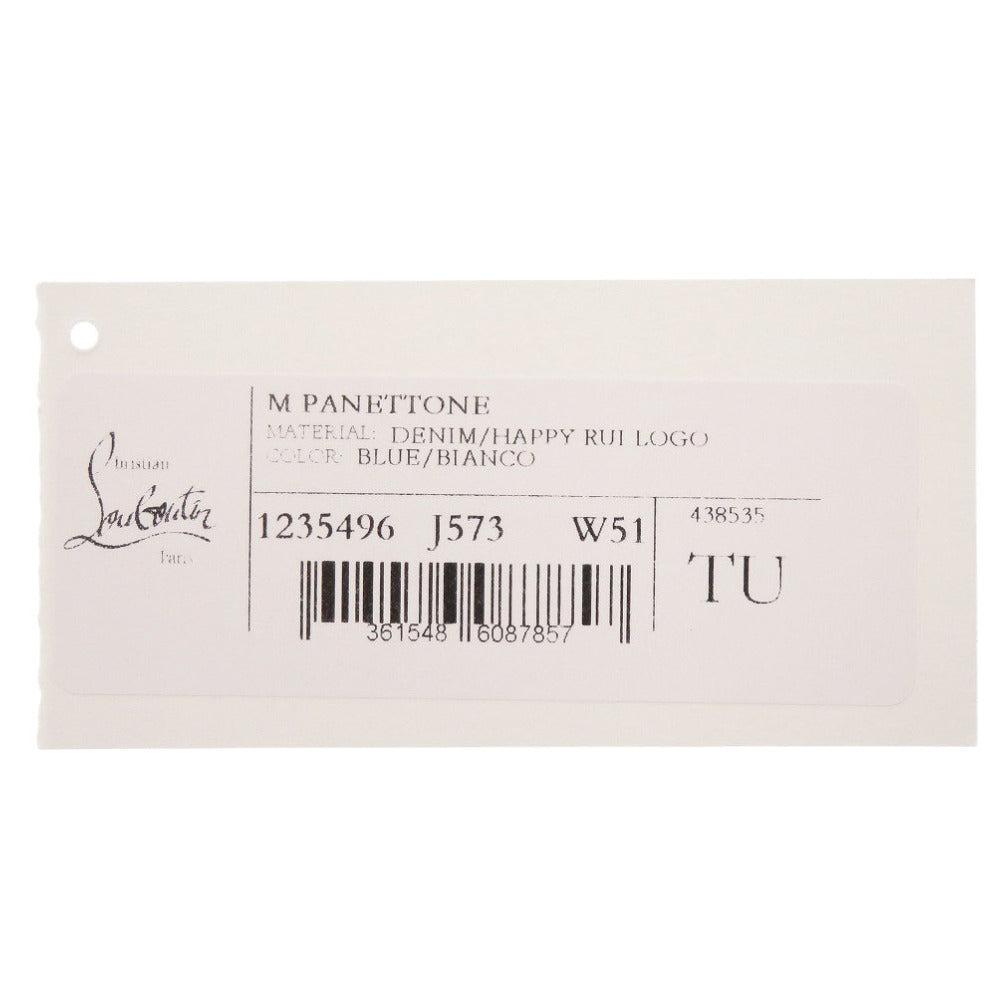 Christian
Louboutin
Paris
M PANETTONE
MATERIAL: DENIM/HAPPY RUI LOGO
COLOR: BLUE/BIANCO
1235496 J573 W51
361548 6087857
438535
TU